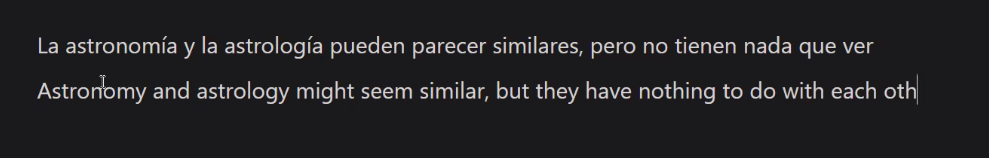 La astronomía y la astrología pueden parecer similares, pero no tienen nada que ver
Astronomy and astrology might seem similar, but they have nothing to do with each oth